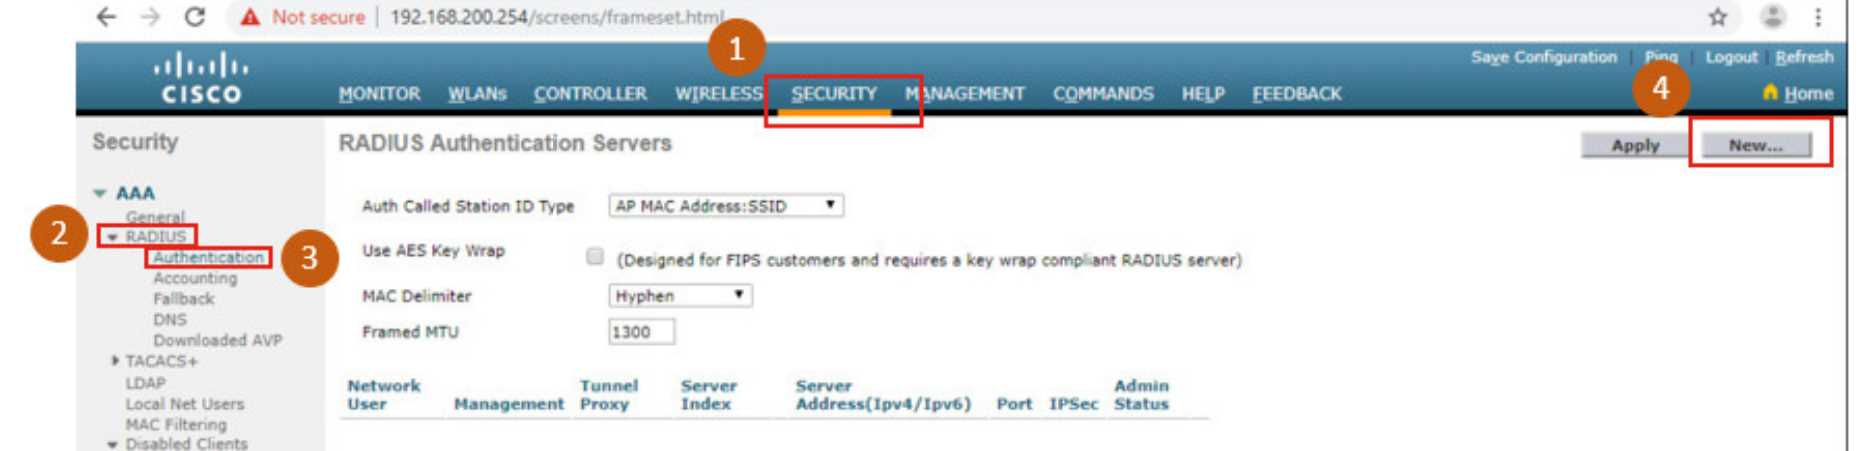 Not secure | 192.168.200.254/screens/frameset.html
1
Save Configuration | Ping | Logout | Refresh
CISCO
MONITOR WLANs CONTROLLER WIRELESS SECURITY MANAGEMENT COMMANDS HELP FEEDBACK
4
Home
Security
RADIUS Authentication Servers
Apply
New...
AAA
General
2
RADIUS
Authentication
3
Accounting
Fallback
DNS
Downloaded AVP
TACACS+
LDAP
Local Net Users
MAC Filtering
Disabled Clients
Auth Called Station ID Type AP MAC Address:SSID
Use AES Key Wrap (Designed for FIPS customers and requires a key wrap compliant RADIUS server)
MAC Delimiter Hyphen
Framed MTU 1300
Network Tunnel Server Server Admin
User Management Proxy Index Address(Ipv4/Ipv6) Port IPSec Status